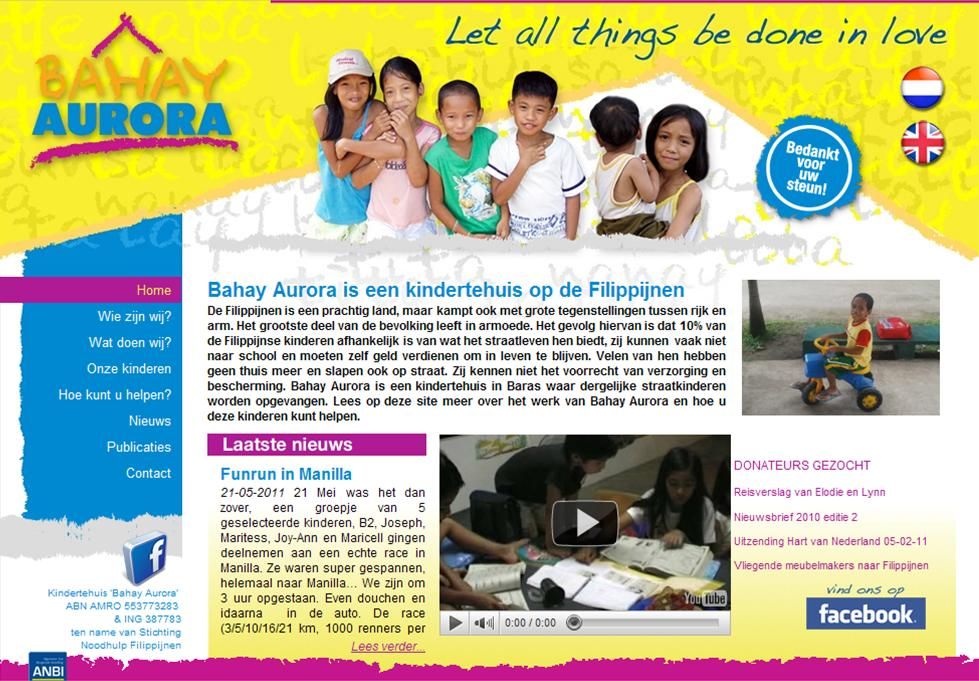 Let all things be done in love
BAHAY
AURORA
Bedankt
voor
uw
steun!
Home
Wie zijn wij?
Wat doen wij?
Onze kinderen
Hoe kunt u helpen?
Nieuws
Publicaties
Contact
Kindertehuis 'Bahay Aurora'
ABN AMRO 553773283
& ING 387783
ten name van Stichting
Noodhulp Filippijnen
ANBI
Bahay Aurora is een kindertehuis op de Filippijnen
De Filippijnen is een prachtig land, maar kampt ook met grote tegenstellingen tussen rijk en
arm. Het grootste deel van de bevolking leeft in armoede. Het gevolg hiervan is dat 10% van
de Filippijnse kinderen afhankelijk is van wat het straatleven hen biedt, zij kunnen vaak niet
naar school en moeten zelf geld verdienen om in leven te blijven. Velen van hen hebben
geen thuis meer en slapen ook op straat. Zij kennen niet het voorrecht van verzorging en
bescherming. Bahay Aurora is een kindertehuis in Baras waar dergelijke straatkinderen
worden opgevangen. Lees op deze site meer over het werk van Bahay Aurora en hoe u
deze kinderen kunt helpen.
Laatste nieuws
Funrun in Manilla
21-05-2011 21 Mei was het dan
zover, een groepje van 5
geselecteerde kinderen, B2, Joseph,
Maritess, Joy-Ann en Maricell gingen
deelnemen aan een echte race in
Manilla. Ze waren super gespannen,
helemaal naar Manilla... We zijn om
3 uur opgestaan. Even douchen en
idaarna in de auto. De race
(3/5/10/16/21 km, 1000 renners per
Lees verder...
You Tube
0:00 / 0:00
DONATEURS GEZOCHT
Reisverslag van Elodie en Lynn
Nieuwsbrief 2010 editie 2
Uitzending Hart van Nederland 05-02-11
Vliegende meubelmakers naar Filippijnen
vind ons op
facebook